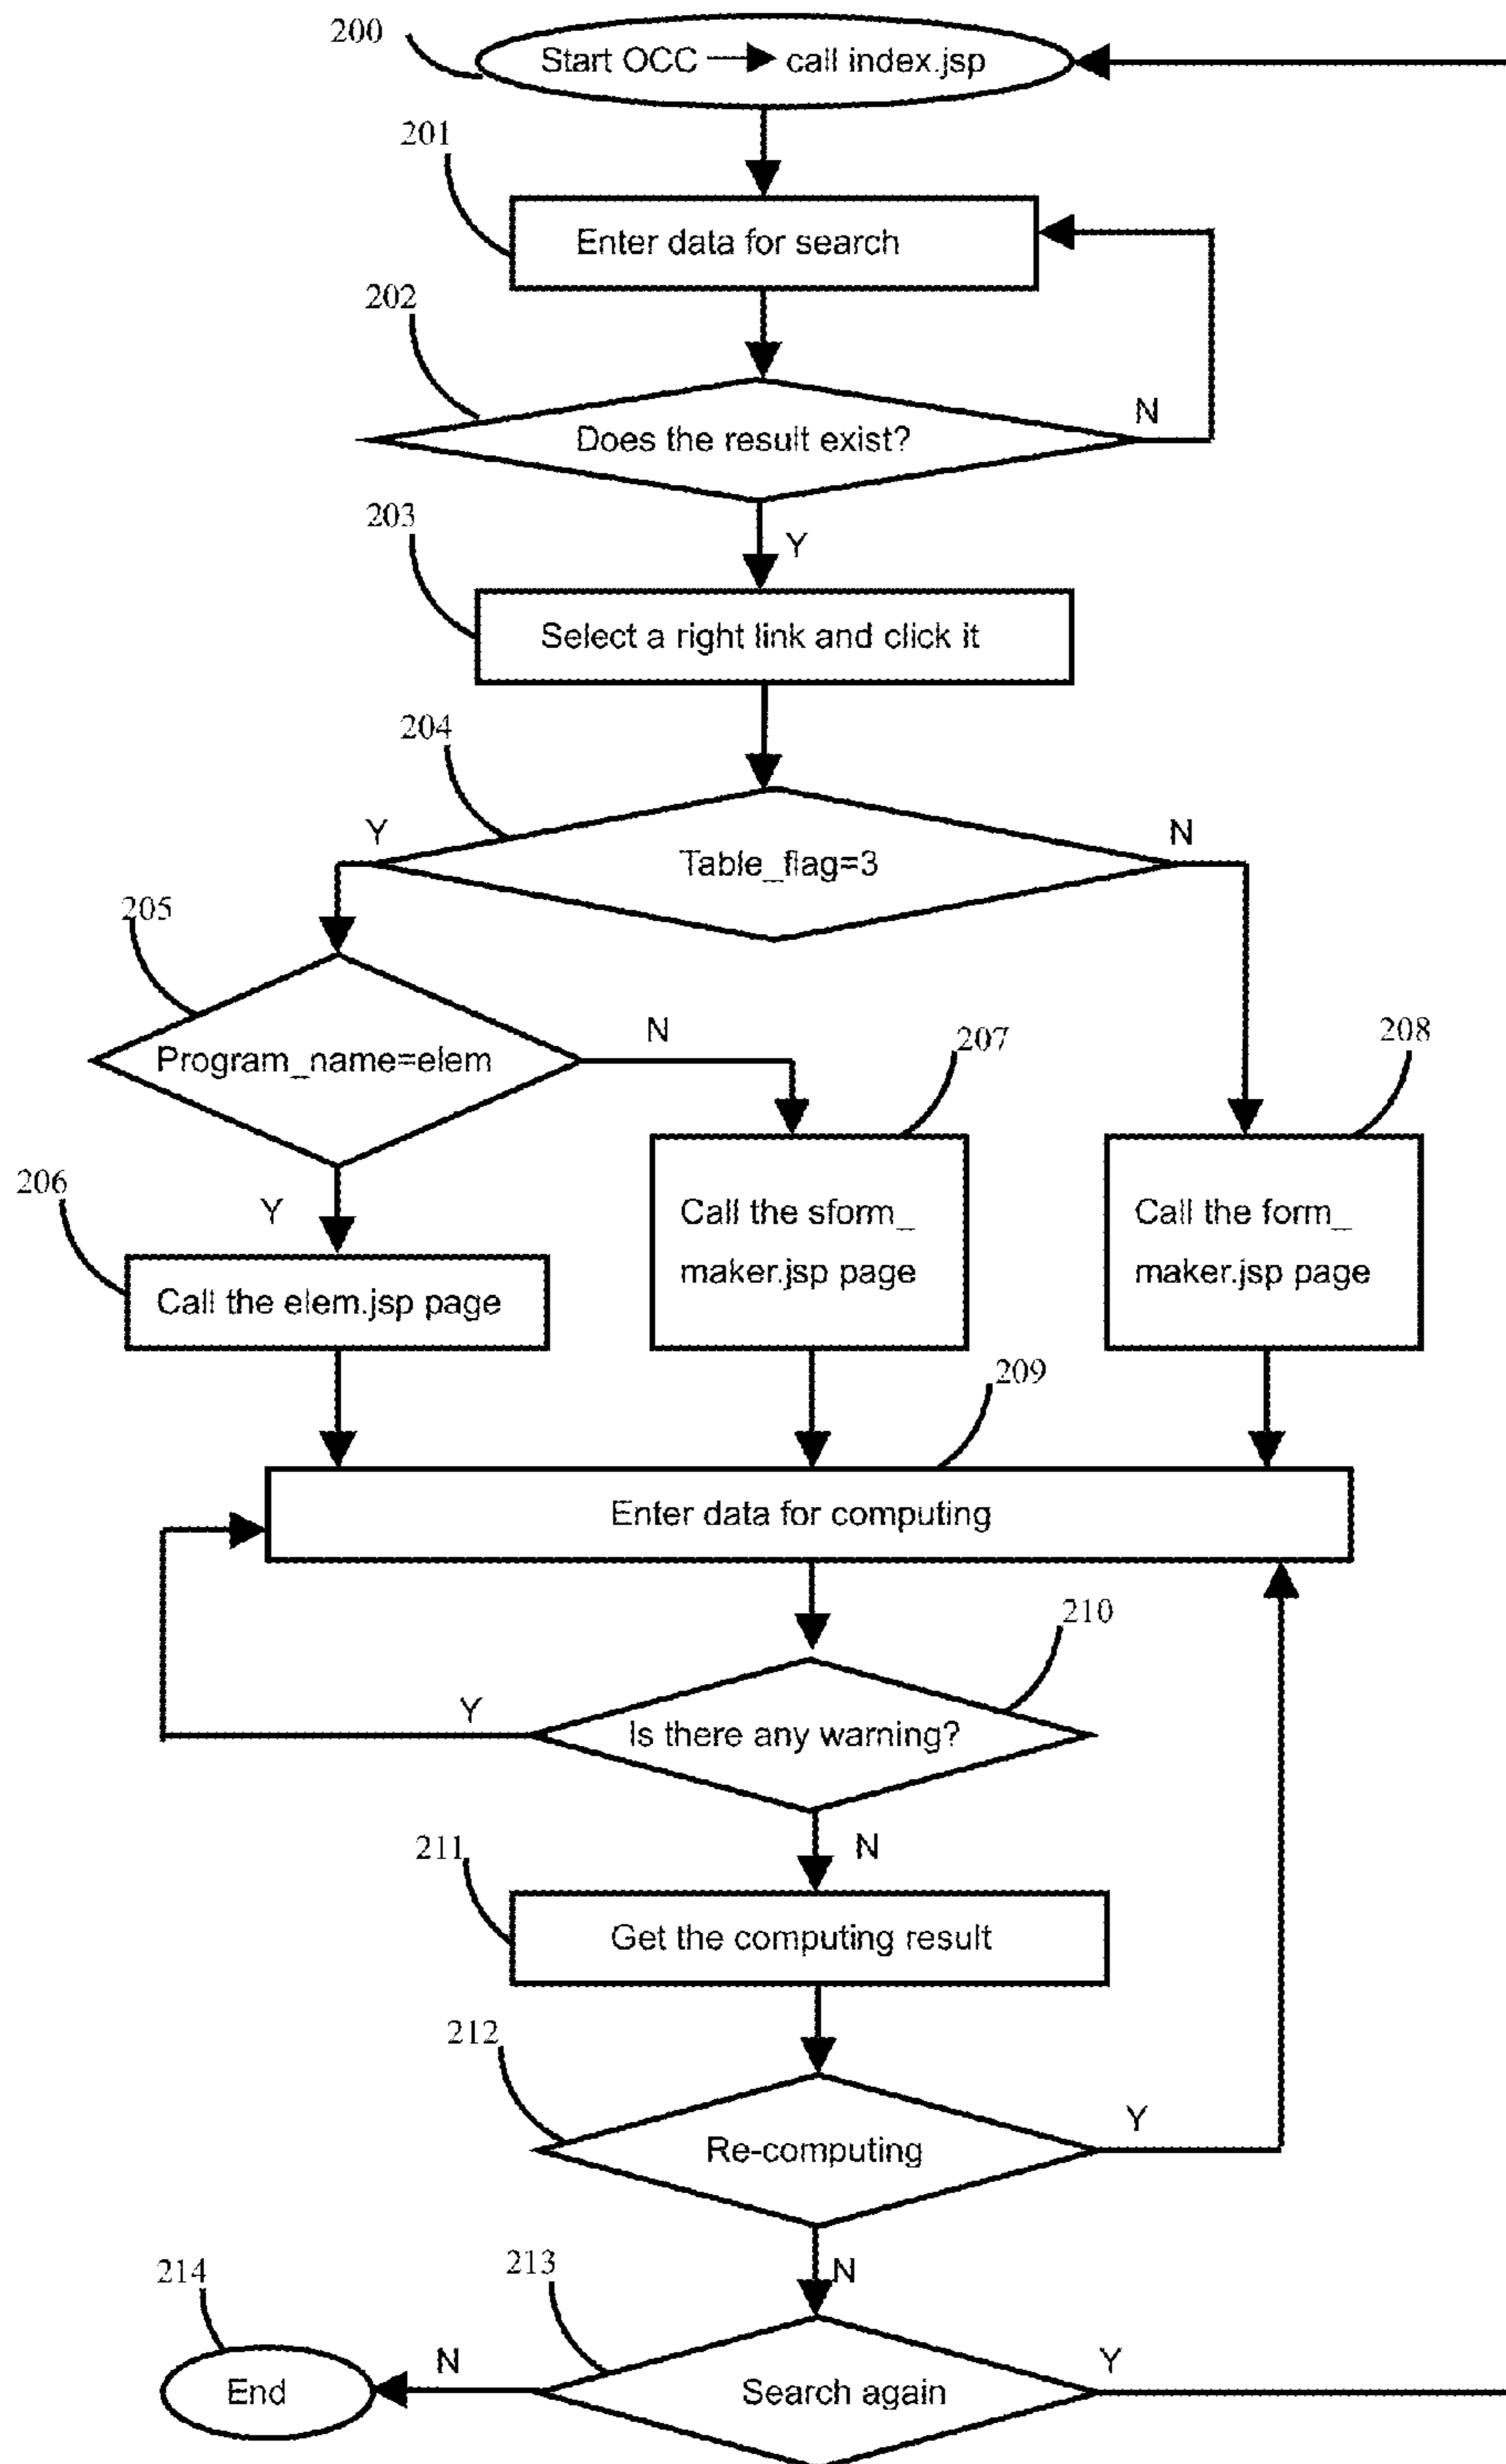 200
Start OCC → call index.jsp
201
Enter data for search
202
Does the result exist?
N
203
Y
Select a right link and click it
204
Y
N
Table_flag=3
205
Program_name=elem
N
207
208
206
Y
Call the sform_
maker.jsp page
Call the form_
maker.jsp page
Call the elem.jsp page
209
Enter data for computing
210
Y
Is there any warning?
N
211
Get the computing result
212
Y
Re-computing
N
213
214
N
Y
End
Search again